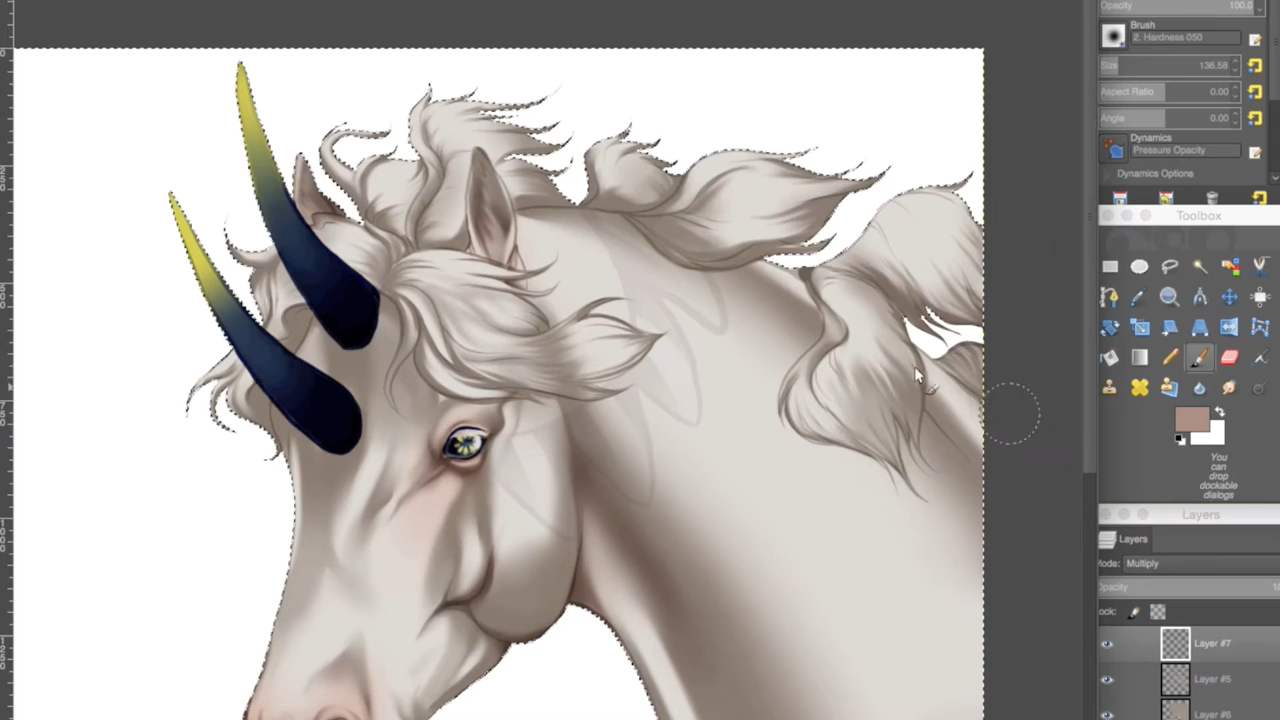 Opacity 100.0
Brush
2. Hardness 050
Size 136.58
Aspect Ratio 0.00
Angle 0.00
Dynamics
Pressure Opacity
Dynamics Options
Toolbox
You
can
drop
dockable
dialogs
Layers
Layers
Mode: Multiply
Opacity 10
Lock:
Layer #7
Layer #5
Layer #6